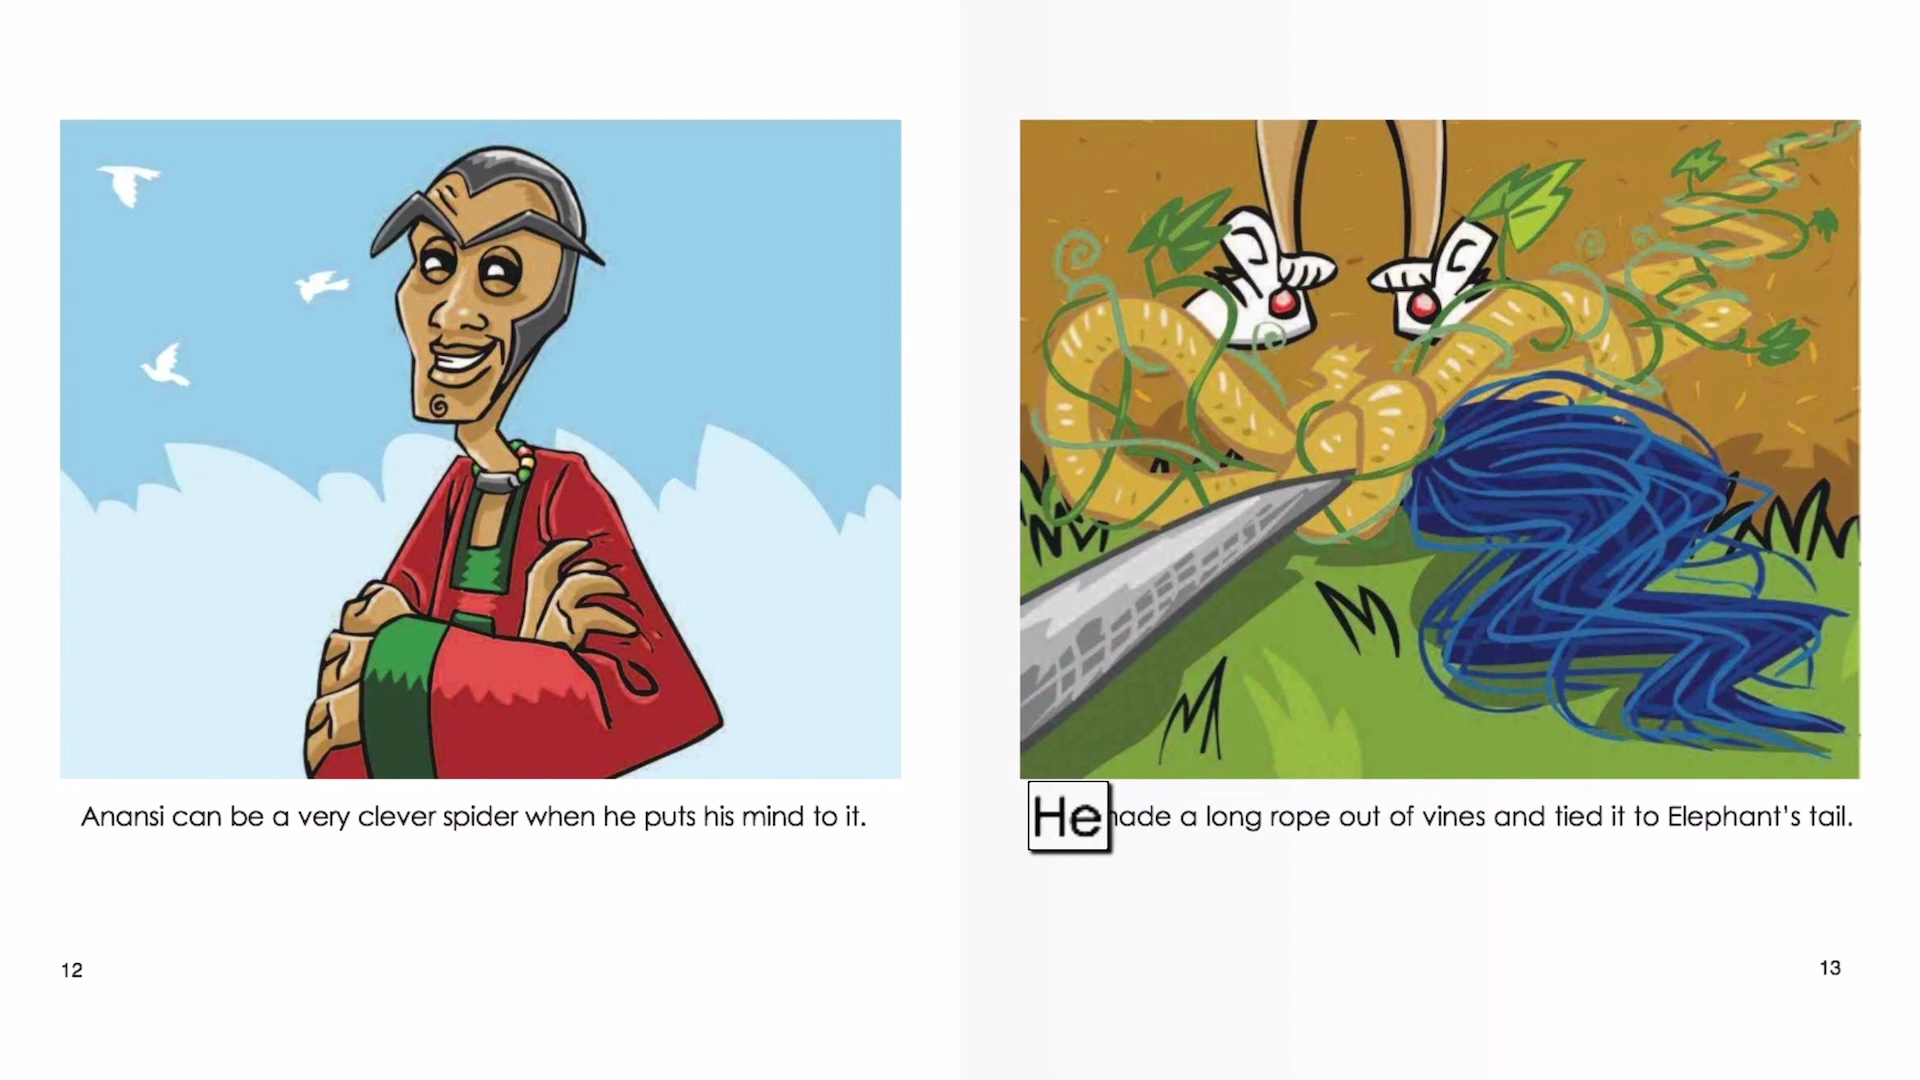 Anansi can be a very clever spider when he puts his mind to it.
He made a long rope out of vines and tied it to Elephant's tail.
12
13